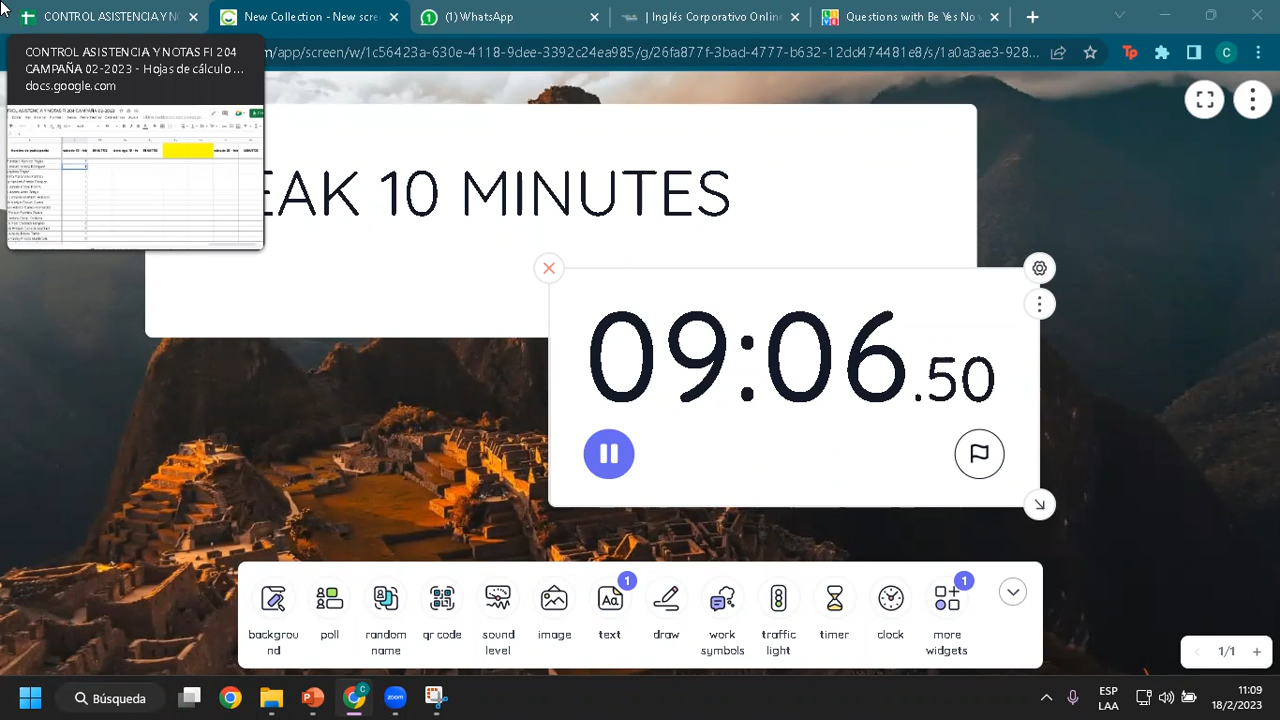 CONTROL ASISTENCIA Y NO
New Collection - New scre
(1) WhatsApp
| Inglés Corporativo Online
Questions with Be Yes No
om/app/screen/w/1c56423a-630e-4118-9dee-3392c24ea985/g/26fa877f-3bad-4777-b632-12dd474481e8/s/1a0a3ae3-928...
Tp
C
CONTROL ASISTENCIA Y NOTAS FI 204
CAMPAÑA 02-2023 - Hojas de cálculo ...
docs.google.com
EAK 10 MINUTES
09:06.50
1
1
backgrou
nd
poll
random
name
qr code
sound
level
image
text
draw
work
symbols
traffic
light
timer
clock
more
widgets
1/1
Búsqueda
ESP
LAA
11:09
18/2/2023